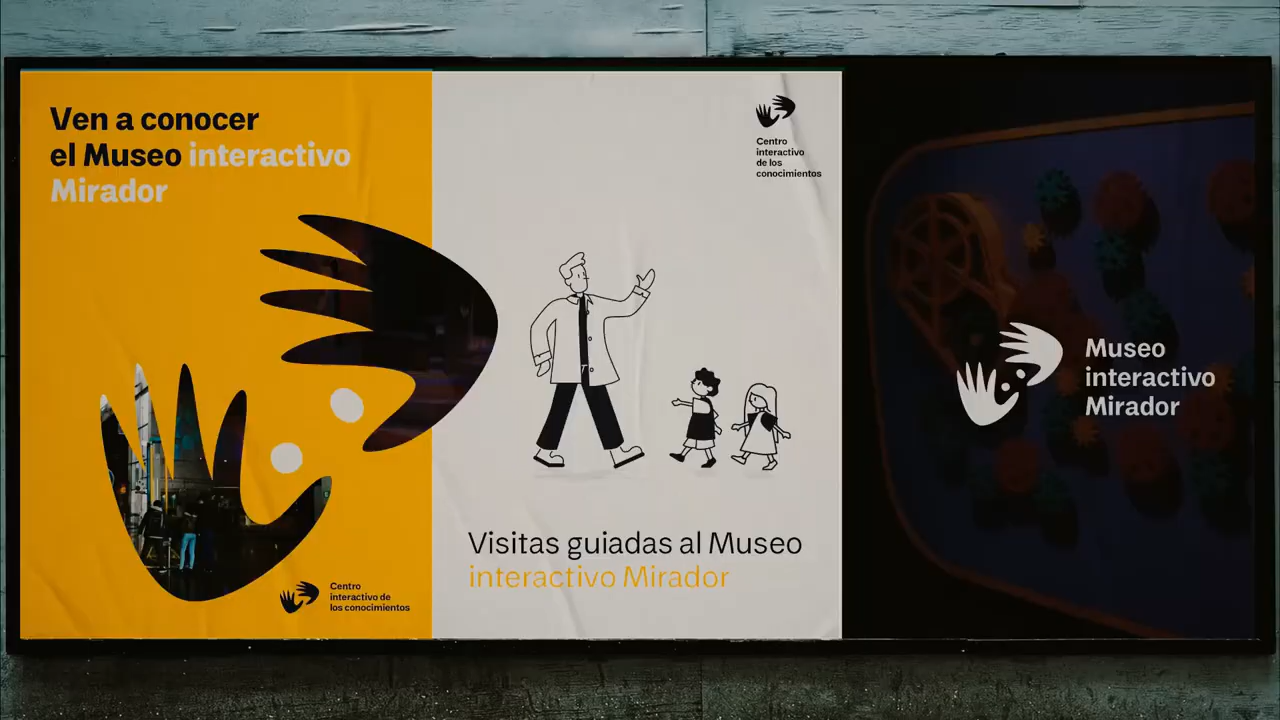 Ven a conocer
el Museo interactivo
Mirador
Centro
interactivo de
los conocimientos
Centro
interactivo
de los
conocimientos
Visitas guiadas al Museo
interactivo Mirador
Museo
interactivo
Mirador